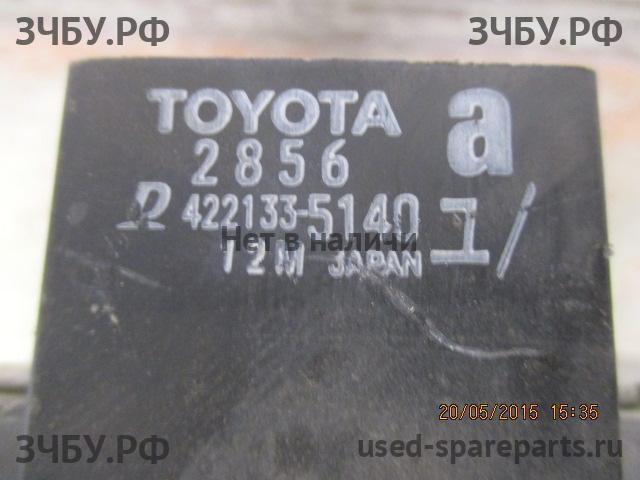 ЗЧБУ.РФ ЗЧБУ.РФ
TOYOTA a
2856
R 422133-5140 1/
Нет в наличи
12M JAPAN
20/05/2015 15:35
ЗЧБУ.РФ used-spareparts.ru